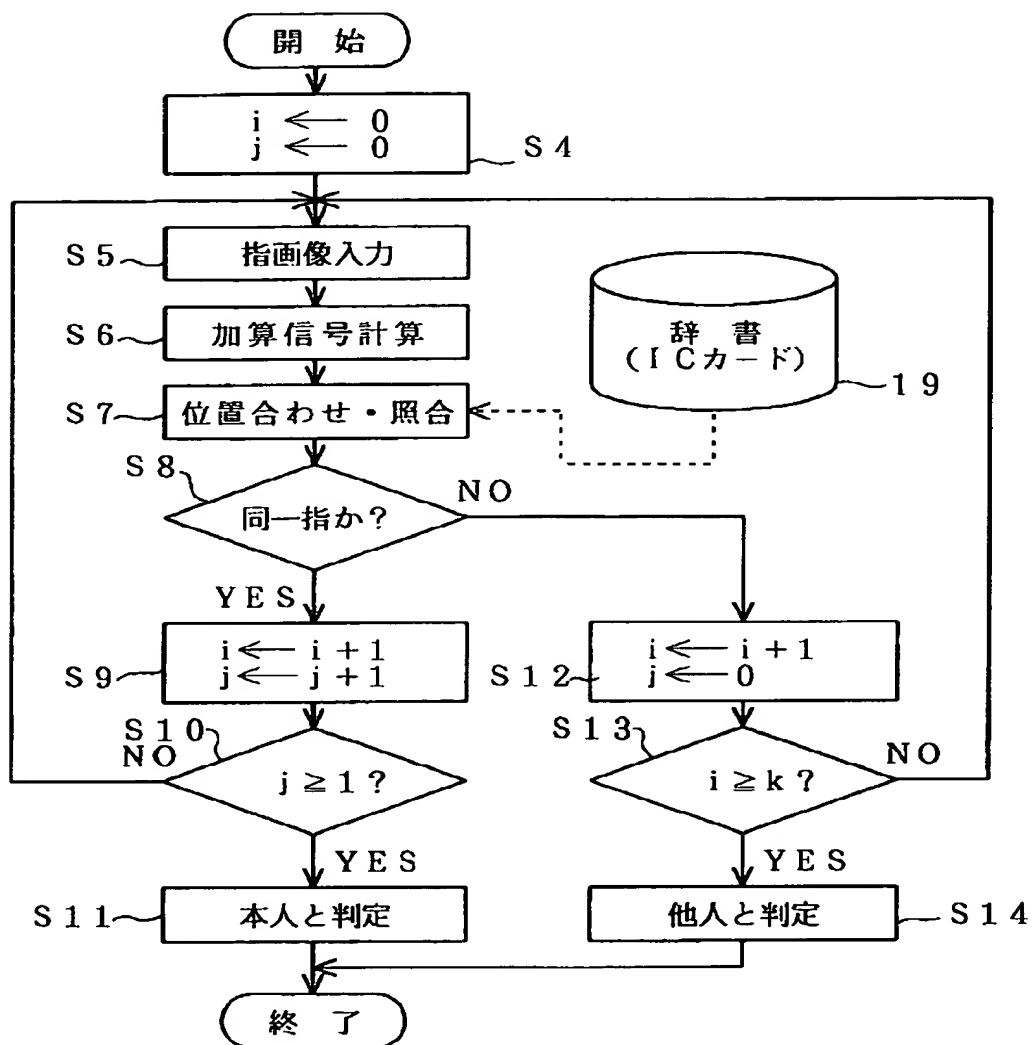 開 始
i ← 0
j ← 0
S4
S5
指画像入力
S6
加算信号計算
辞 書
(ICカード)
19
S7
位置合わせ・照合
S8
同一指か?
NO
YES
S9
i ← i+1
j ← j+1
S12
i ← i+1
j ← 0
S10
NO
j≧1?
S13
i≧k?
NO
YES
YES
S11
本人と判定
他人と判定
S14
終 了